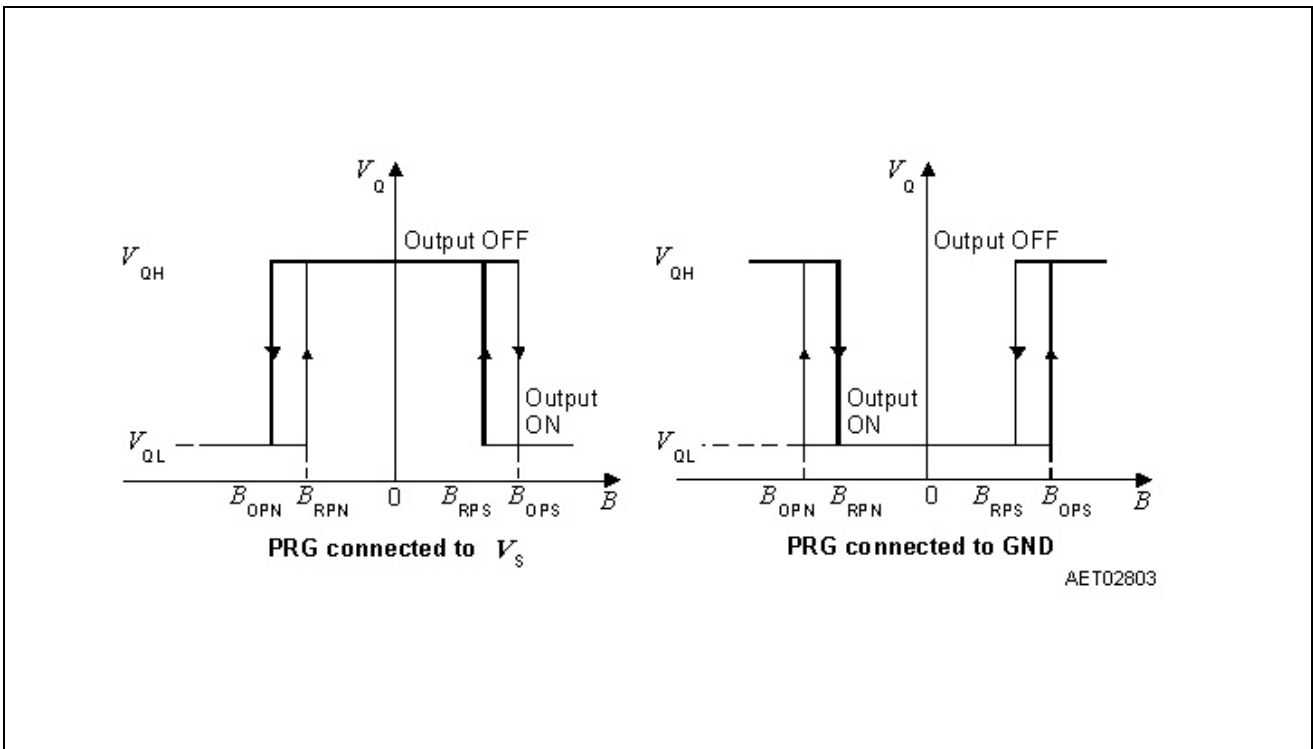 V_Q
Output OFF
V_QH
Output
ON
V_QL
B_OPN B_RPN 0 B_RPS B_OPS B
PRG connected to V_S
V_Q
Output OFF
V_QH
Output
ON
V_QL
B_OPN B_RPN 0 B_RPS B_OPS B
PRG connected to GND
AET02803